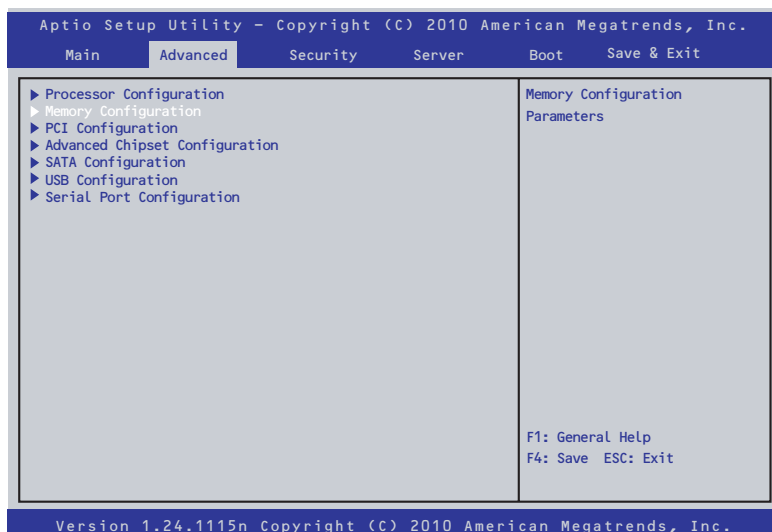 Aptio Setup Utility – Copyright (C) 2010 American Megatrends, Inc.
Main Advanced Security Server Boot Save & Exit
Processor Configuration
Memory Configuration
PCI Configuration
Advanced Chipset Configuration
SATA Configuration
USB Configuration
Serial Port Configuration
Memory Configuration
Parameters
F1: General Help
F4: Save ESC: Exit
Version 1.24.1115n Copyright (C) 2010 American Megatrends, Inc.